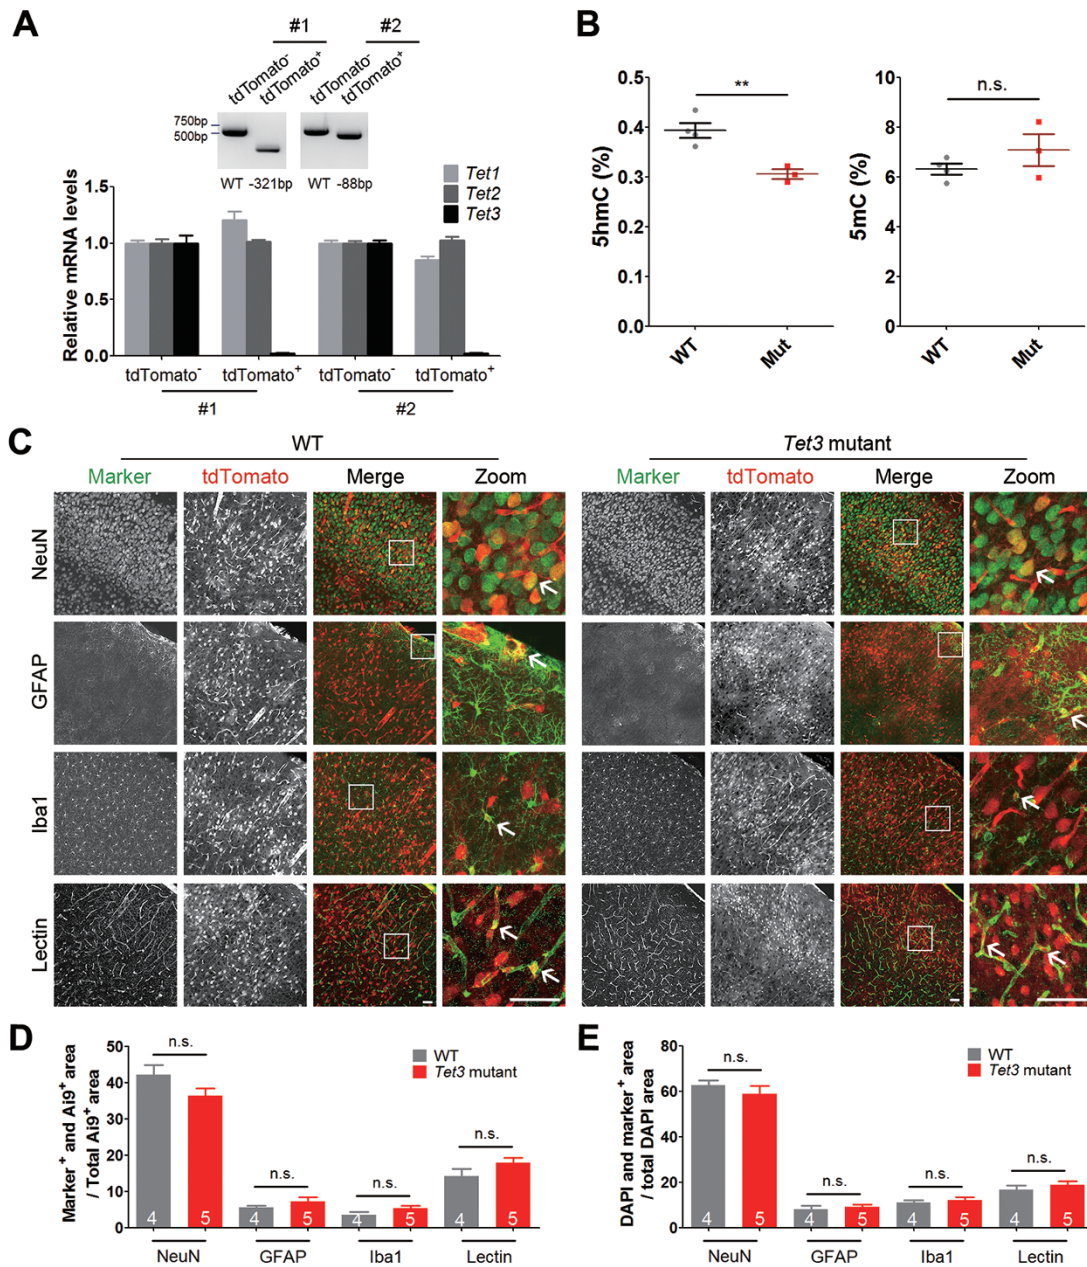 A
#1 #2
tdTomato⁻ tdTomato⁺ tdTomato⁻ tdTomato⁺
750bp
500bp
WT -321bp WT -88bp
Tet1
Tet2
Tet3
Relative mRNA levels
1.5
1.0
0.5
0.0
tdTomato⁻ tdTomato⁺ tdTomato⁻ tdTomato⁺
#1 #2
B
5hmC (%)
0.5
0.4
0.3
0.2
0.1
0.0
**
WT Mut
5mC (%)
10
8
6
4
2
0
n.s.
WT Mut
C
WT
Marker tdTomato Merge Zoom
Tet3 mutant
Marker tdTomato Merge Zoom
NeuN
GFAP
Iba1
Lectin
D
Marker⁺ and Ai9⁺ area
/ Total Ai9⁺ area
50
40
30
20
10
0
WT
Tet3 mutant
n.s. n.s. n.s. n.s.
4 5 4 5 4 5 4 5
NeuN GFAP Iba1 Lectin
E
DAPI and marker⁺ area
/ total DAPI area
80
60
40
20
0
WT
Tet3 mutant
n.s. n.s. n.s. n.s.
4 5 4 5 4 5 4 5
NeuN GFAP Iba1 Lectin